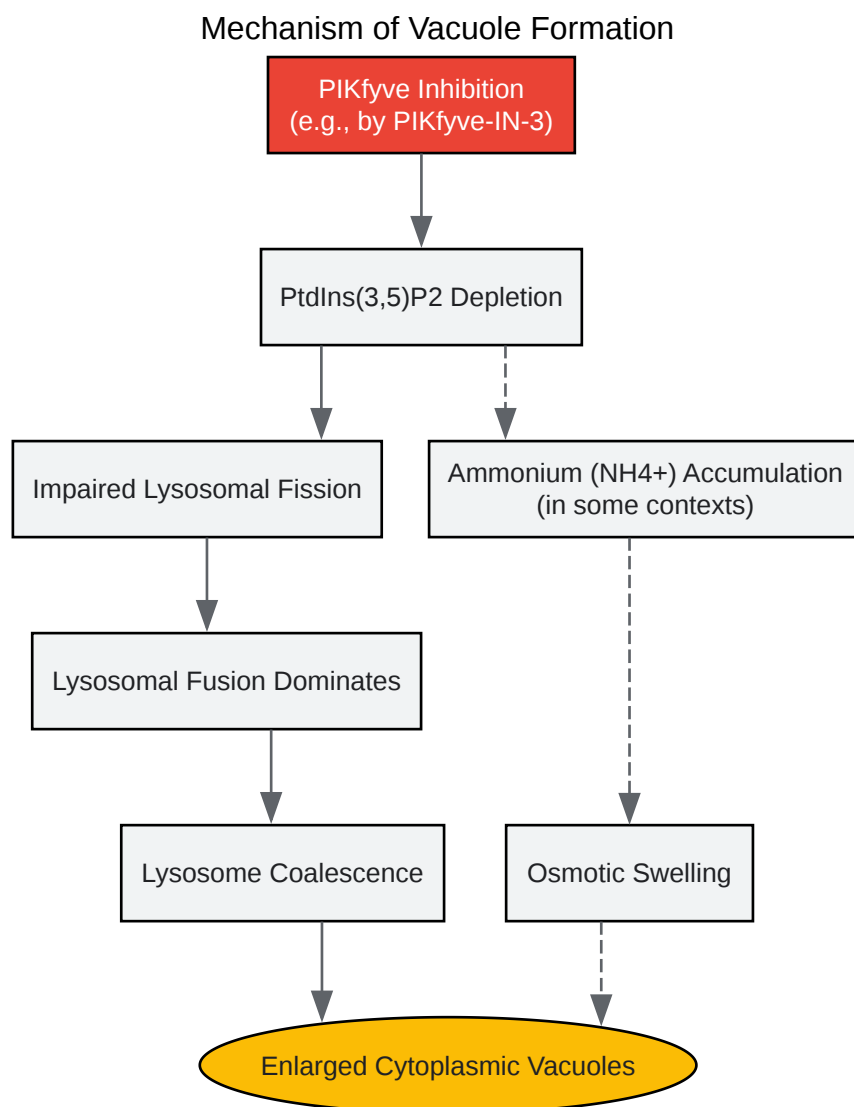 Mechanism of Vacuole Formation
PIKfyve Inhibition
(e.g., by PIKfyve-IN-3)
PtdIns(3,5)P2 Depletion
Impaired Lysosomal Fission
Ammonium (NH4+) Accumulation
(in some contexts)
Lysosomal Fusion Dominates
Lysosome Coalescence
Osmotic Swelling
Enlarged Cytoplasmic Vacuoles